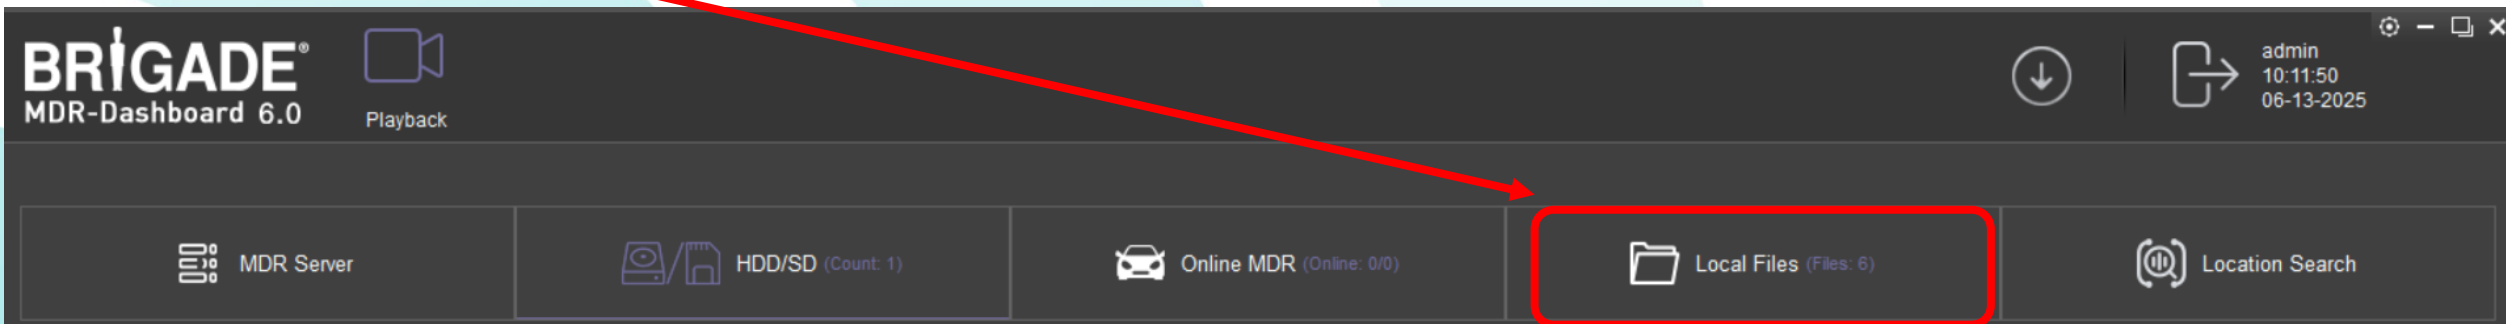 BRIGADE®
MDR-Dashboard 6.0
Playback
admin
10:11:50
06-13-2025
MDR Server
HDD/SD (Count: 1)
Online MDR (Online: 0/0)
Local Files (Files: 6)
Location Search